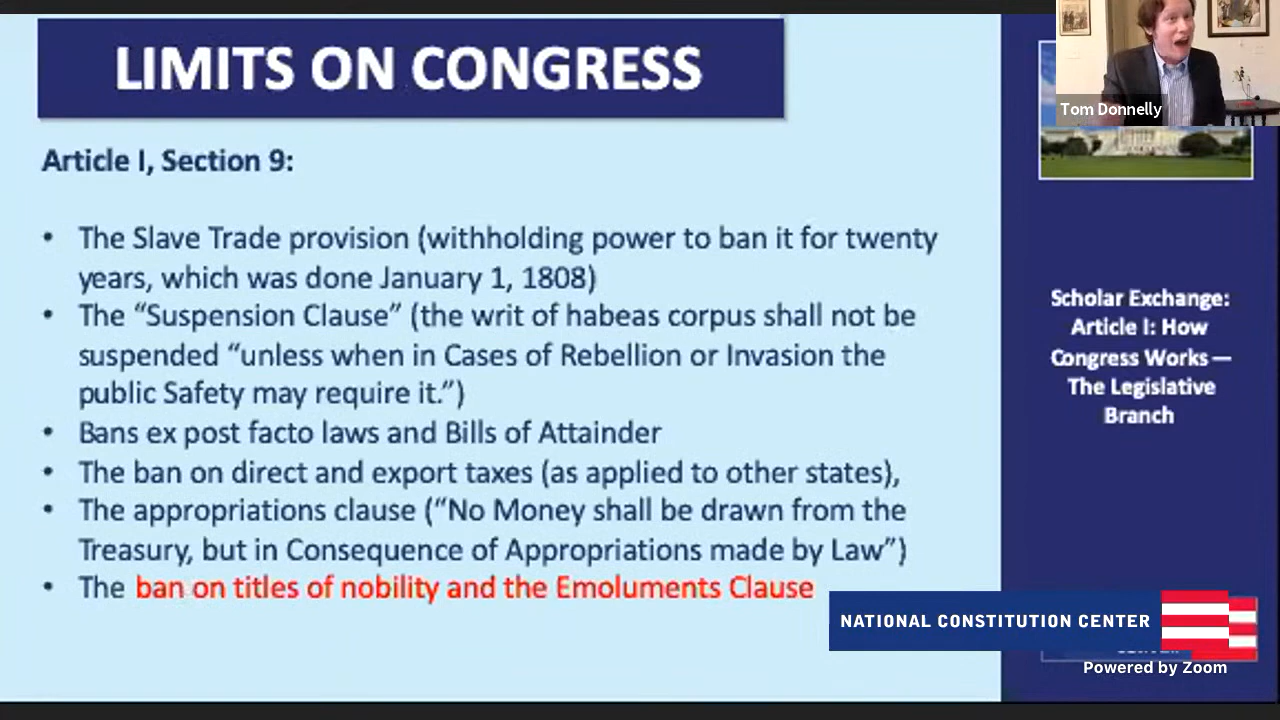 LIMITS ON CONGRESS
Tom Donnelly
Article I, Section 9:
• The Slave Trade provision (withholding power to ban it for twenty
years, which was done January 1, 1808)
• The “Suspension Clause” (the writ of habeas corpus shall not be
suspended “unless when in Cases of Rebellion or Invasion the
public Safety may require it.”)
• Bans ex post facto laws and Bills of Attainder
• The ban on direct and export taxes (as applied to other states),
• The appropriations clause (“No Money shall be drawn from the
Treasury, but in Consequence of Appropriations made by Law”)
• The ban on titles of nobility and the Emoluments Clause
Scholar Exchange:
Article I: How
Congress Works —
The Legislative
Branch
NATIONAL CONSTITUTION CENTER
Powered by Zoom